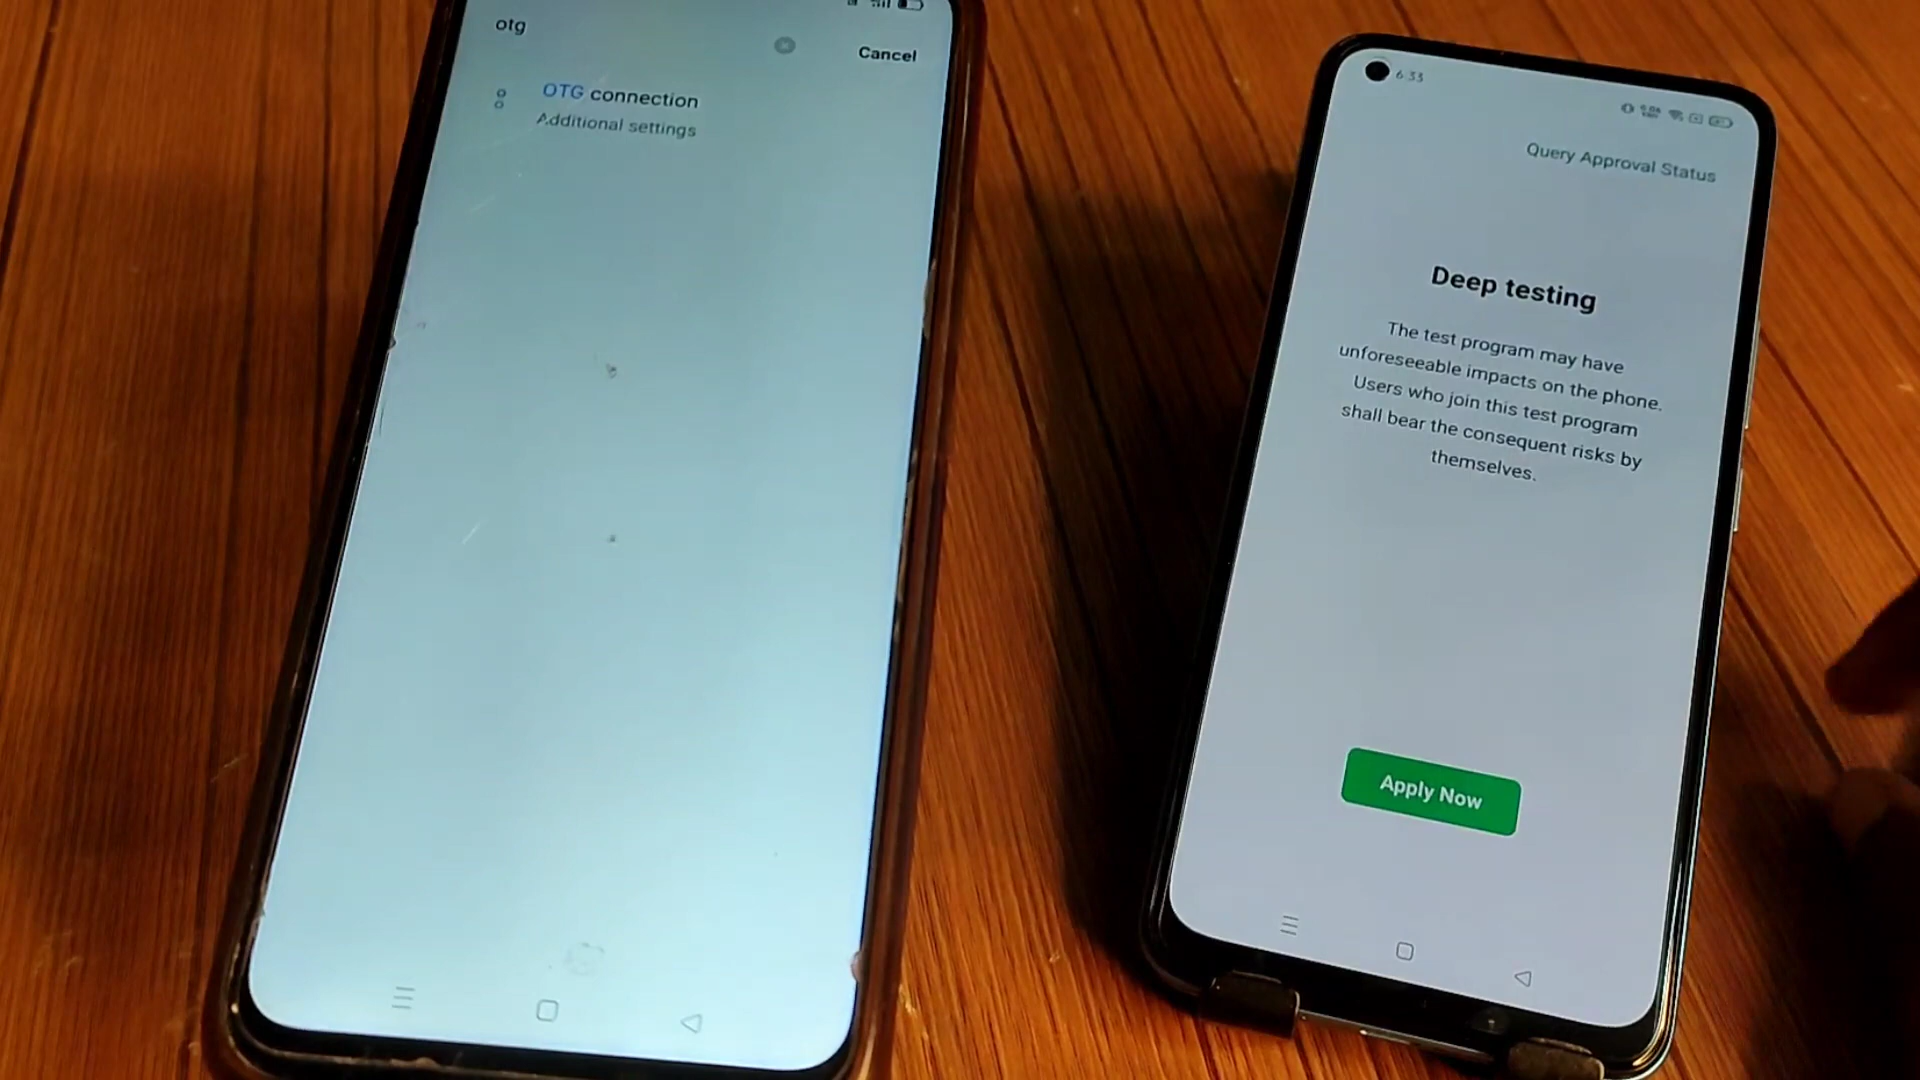 otg
Cancel
OTG connection
Additional settings
6:33
Query Approval Status
Deep testing
The test program may have
unforeseeable impacts on the phone.
Users who join this test program
shall bear the consequent risks by
themselves.
Apply Now